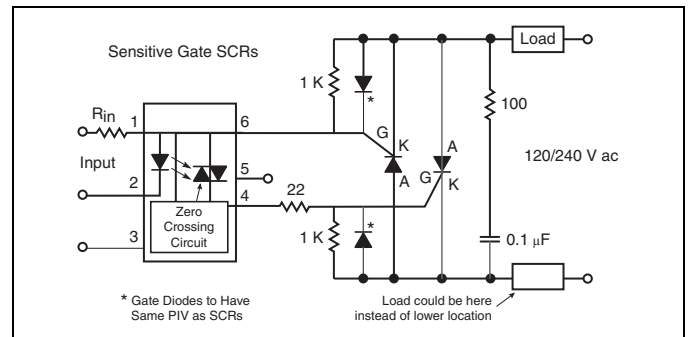 Sensitive Gate SCRs
Load
1 K
*
100
Rin
1
6
G
K
A
120/240 V ac
Input
5
A
G
K
2
4
22
Zero
Crossing
Circuit
3
1 K
*
0.1 µF
* Gate Diodes to Have
Same PIV as SCRs
Load could be here
instead of lower location